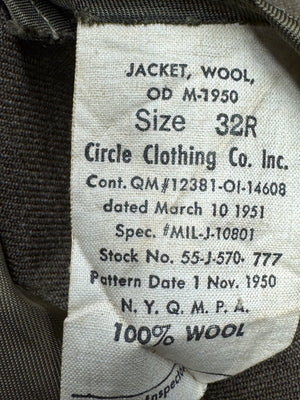 JACKET, WOOL,
OD M-1950
Size 32R
Circle Clothing Co. Inc.
Cont. QM#12381-OI-14608
dated March 10 1951
Spec. #MIL-J-10801
Stock No. 55-J-570- 777
Pattern Date 1 Nov. 1950
N. Y. Q. M. P. A.
100% WOOL